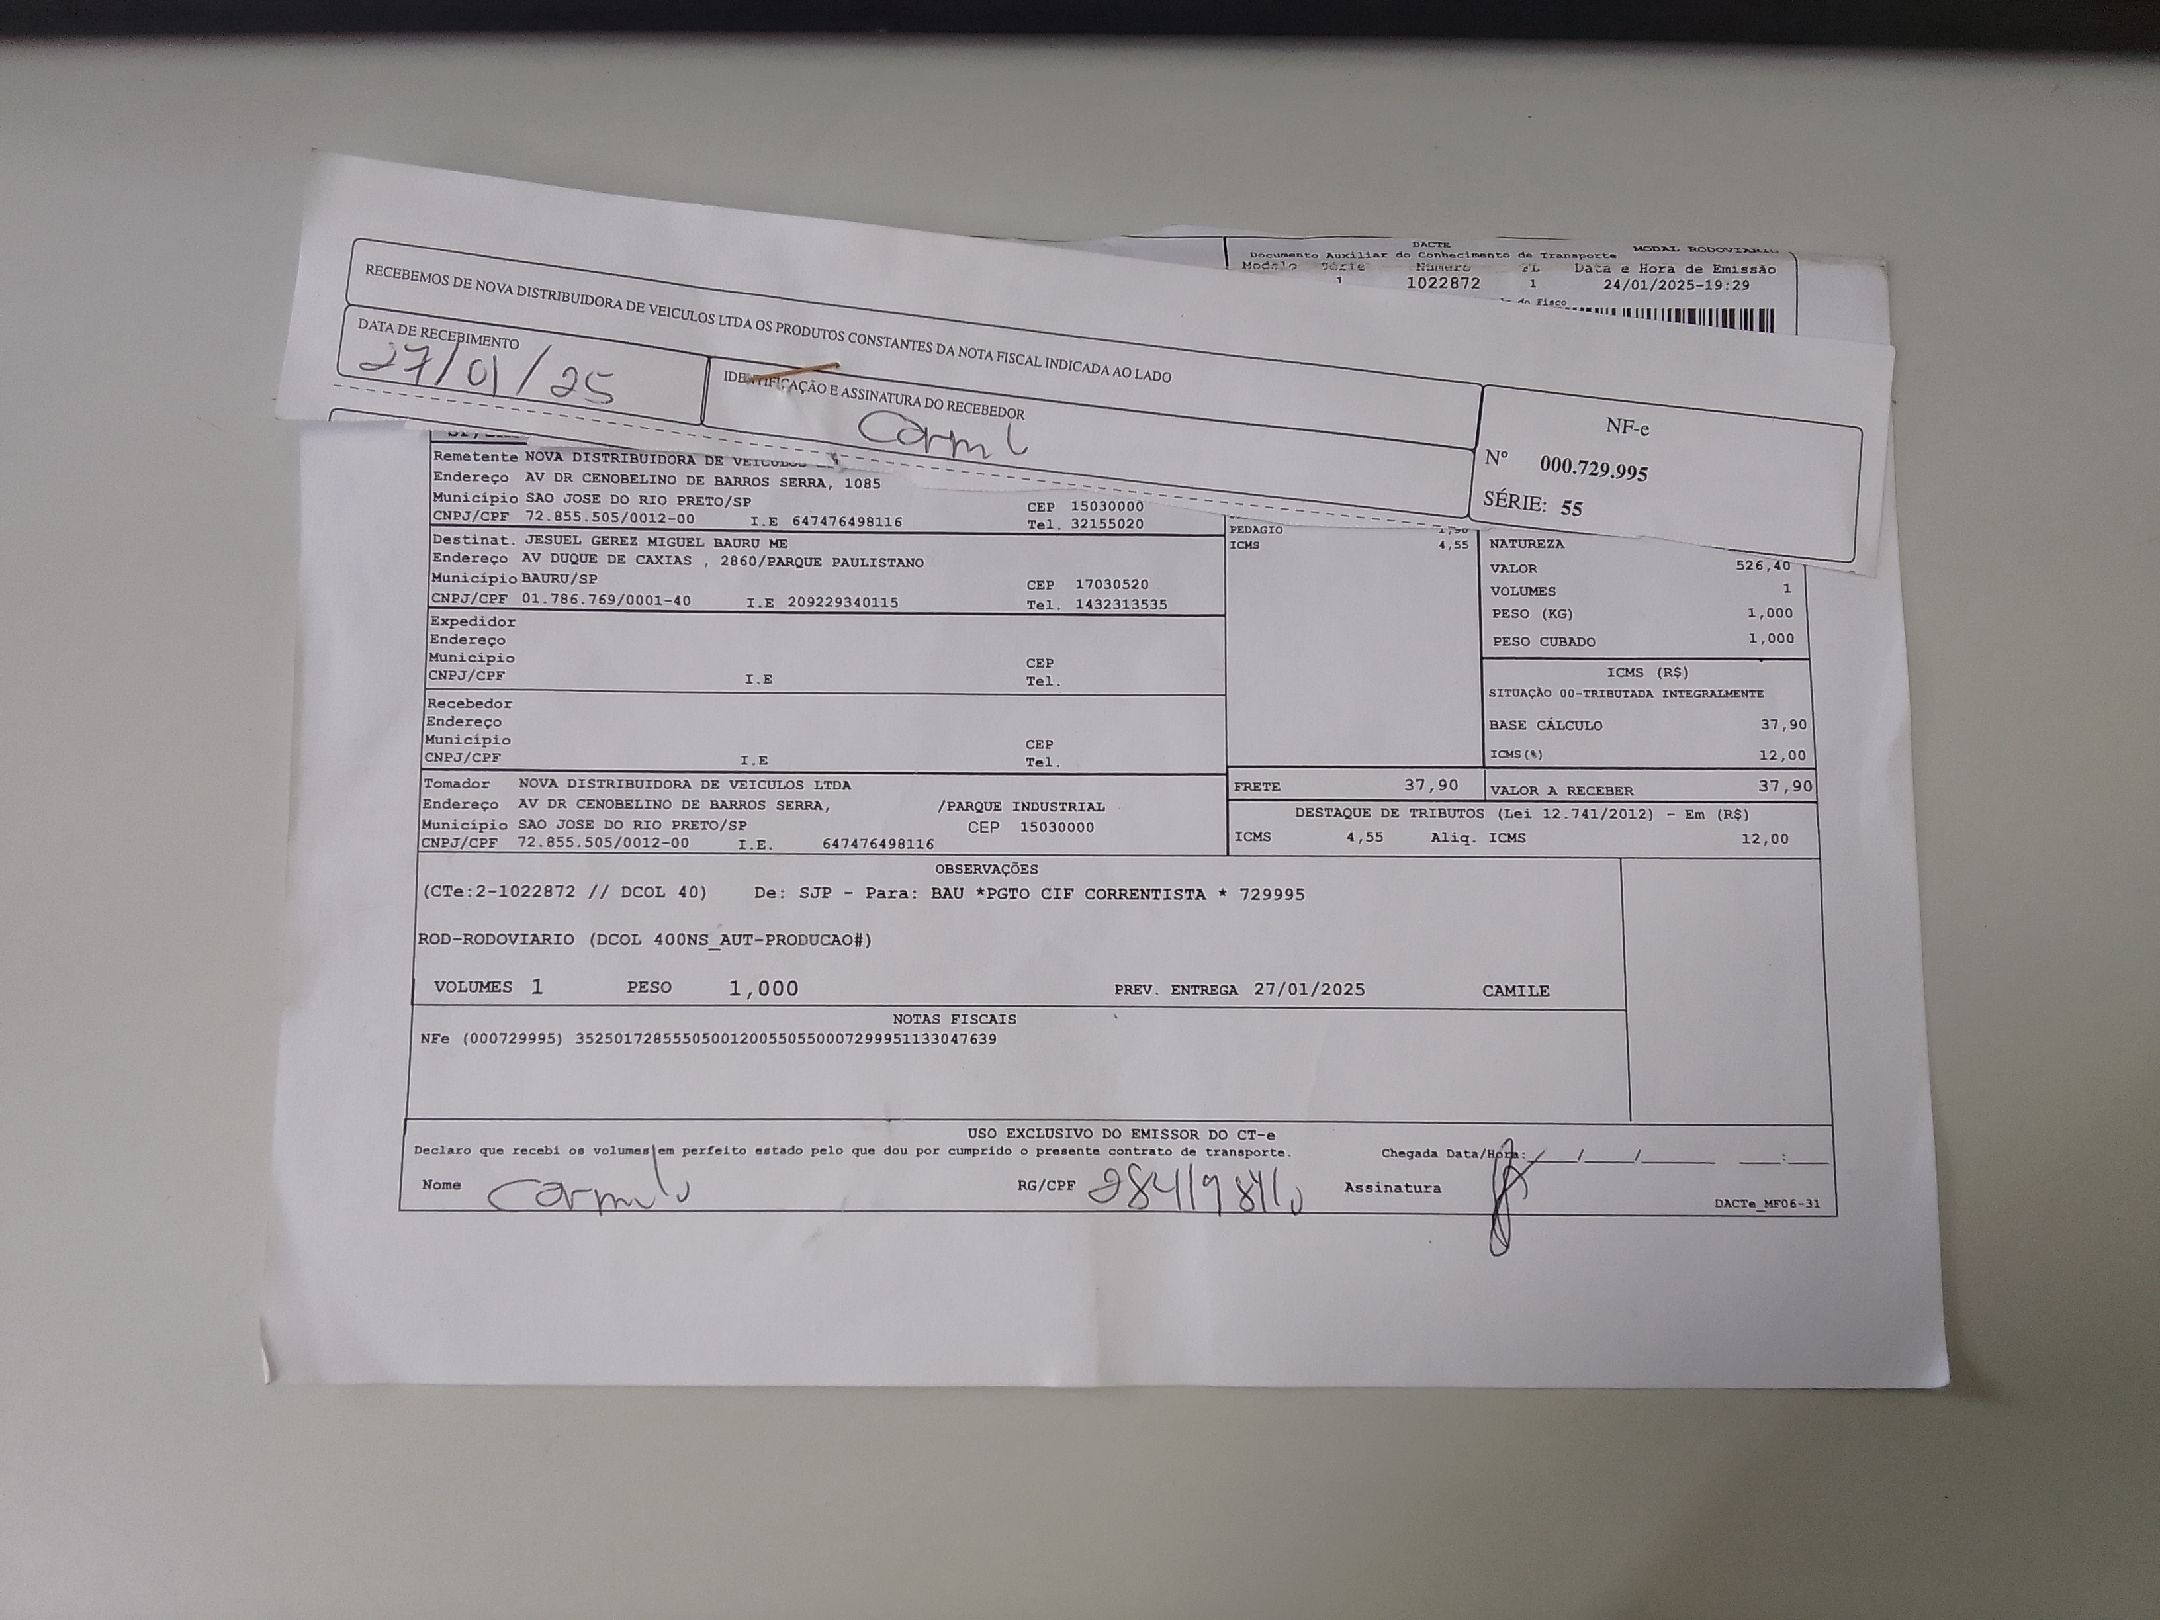 RECEBEMOS DE NOVA DISTRIBUIDORA DE VEICULOS LTDA OS PRODUTOS CONSTANTES DA NOTA FISCAL INDICADA AO LADO
DATA DE RECEBIMENTO
27/01/25
IDENTIFICAÇÃO E ASSINATURA DO RECEBEDOR
NF-e
Nº 000.729.995
SÉRIE: 55
DACTE MODAL RODOVIARIO
Documento Auxiliar do Conhecimento de Transporte
Modelo Série Número FL Data e Hora de Emissão
1 1022872 1 24/01/2025-19:29
do Fisco
Remetente NOVA DISTRIBUIDORA DE VEICULOS
Endereço AV DR CENOBELINO DE BARROS SERRA, 1085
Município SAO JOSE DO RIO PRETO/SP CEP 15030000
CNPJ/CPF 72.855.505/0012-00 I.E 647476498116 Tel. 32155020
Destinat. JESUEL GEREZ MIGUEL BAURU ME
Endereço AV DUQUE DE CAXIAS , 2860/PARQUE PAULISTANO
Município BAURU/SP CEP 17030520
CNPJ/CPF 01.786.769/0001-40 I.E 209229340115 Tel. 1432313535
Expedidor
Endereço
Município CEP
CNPJ/CPF I.E Tel.
Recebedor
Endereço
Município CEP
CNPJ/CPF I.E Tel.
Tomador NOVA DISTRIBUIDORA DE VEICULOS LTDA
Endereço AV DR CENOBELINO DE BARROS SERRA, /PARQUE INDUSTRIAL
Município SAO JOSE DO RIO PRETO/SP CEP 15030000
CNPJ/CPF 72.855.505/0012-00 I.E. 647476498116
PEDAGIO
ICMS 4,55
NATUREZA
VALOR 526,40
VOLUMES 1
PESO (KG) 1,000
PESO CUBADO 1,000
ICMS (R$)
SITUAÇÃO 00-TRIBUTADA INTEGRALMENTE
BASE CÁLCULO 37,90
ICMS(%) 12,00
FRETE 37,90 VALOR A RECEBER 37,90
DESTAQUE DE TRIBUTOS (Lei 12.741/2012) - Em (R$)
ICMS 4,55 Aliq. ICMS 12,00
OBSERVAÇÕES
(CTe:2-1022872 // DCOL 40) De: SJP - Para: BAU *PGTO CIF CORRENTISTA * 729995
ROD-RODOVIARIO (DCOL 400NS_AUT-PRODUCAO#)
VOLUMES 1 PESO 1,000 PREV. ENTREGA 27/01/2025 CAMILE
NOTAS FISCAIS
NFe (000729995) 35250172855505001200550550007299951133047639
USO EXCLUSIVO DO EMISSOR DO CT-e
Declaro que recebi os volumes em perfeito estado pelo que dou por cumprido o presente contrato de transporte. Chegada Data/Hora: __/__/____ __:__
Nome RG/CPF Assinatura
DACTe_MF06-31